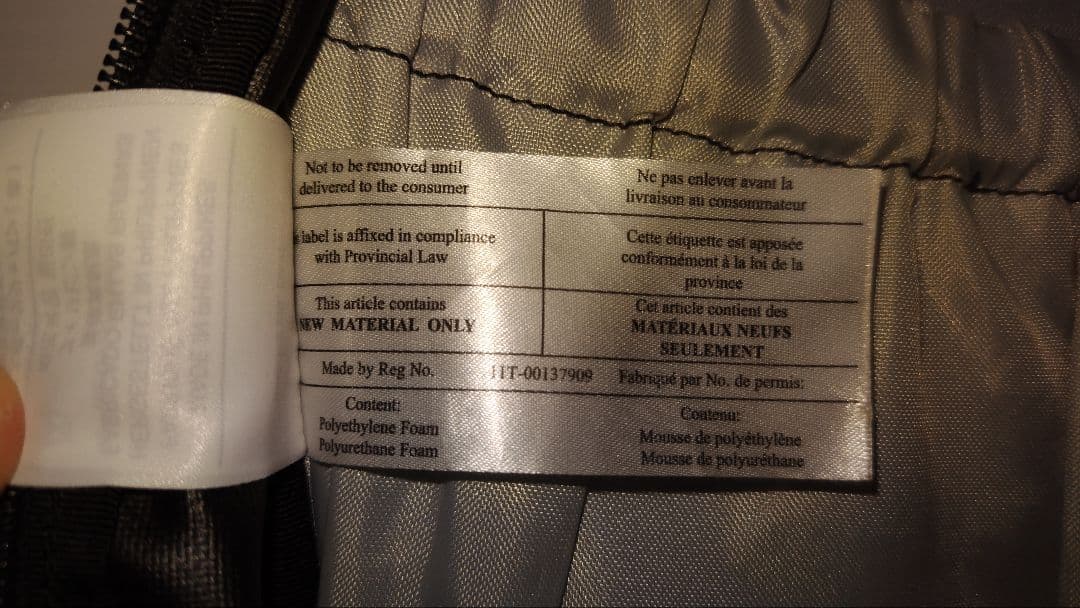 Not to be removed until
delivered to the consumer
Ne pas enlever avant la
livraison au consommateur
label is affixed in compliance
with Provincial Law
Cette étiquette est apposée
conformément à la loi de la
province
This article contains
NEW MATERIAL ONLY
Cet article contient des
MATÉRIAUX NEUFS
SEULEMENT
Made by Reg No. 11T-00137909 Fabriqué par No. de permis:
Content:
Polyethylene Foam
Polyurethane Foam
Contenu:
Mousse de polyéthylène
Mousse de polyuréthane